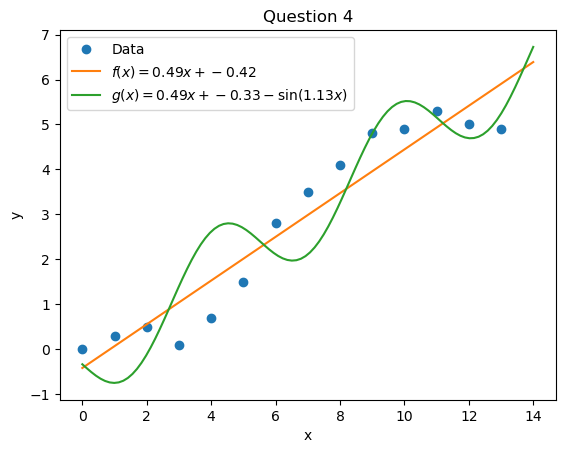 Question 4
Data
f(x) = 0.49x + −0.42
g(x) = 0.49x + −0.33 − sin(1.13x)
y
7
6
5
4
3
2
1
0
−1
0 2 4 6 8 10 12 14
x